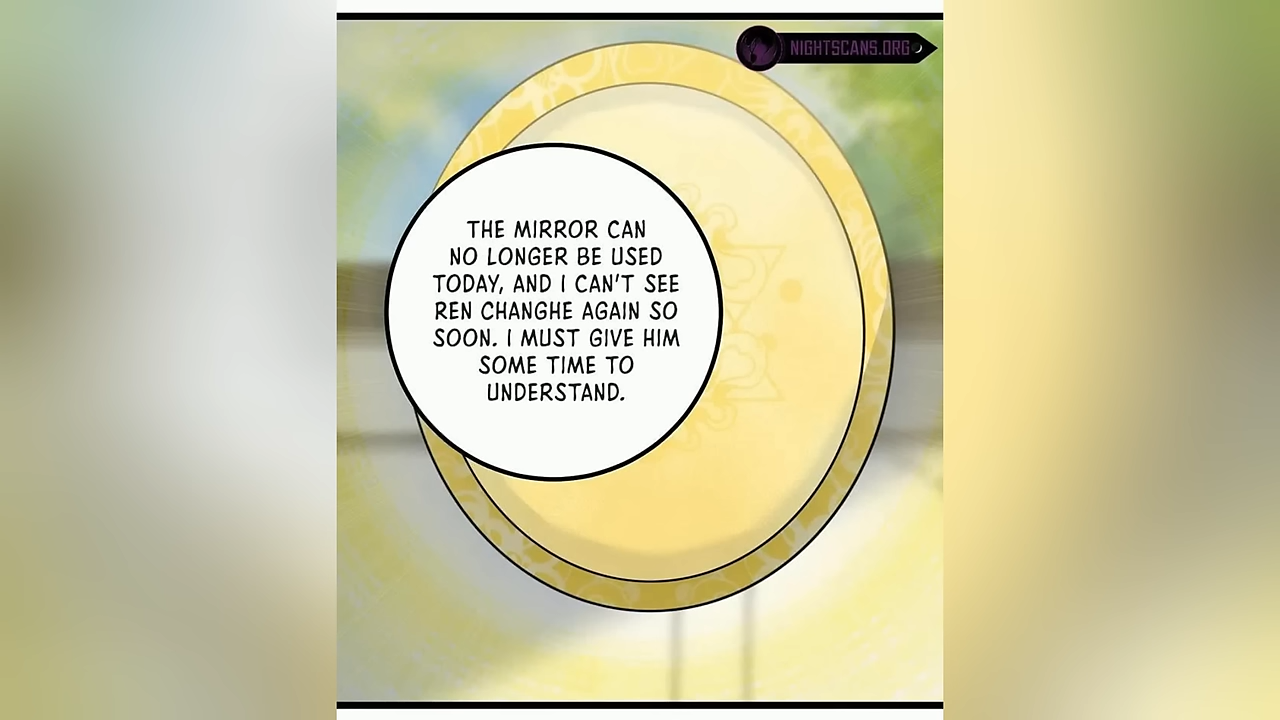 NIGHTSCANS.ORG
THE MIRROR CAN
NO LONGER BE USED
TODAY, AND I CAN'T SEE
REN CHANGHE AGAIN SO
SOON. I MUST GIVE HIM
SOME TIME TO
UNDERSTAND.